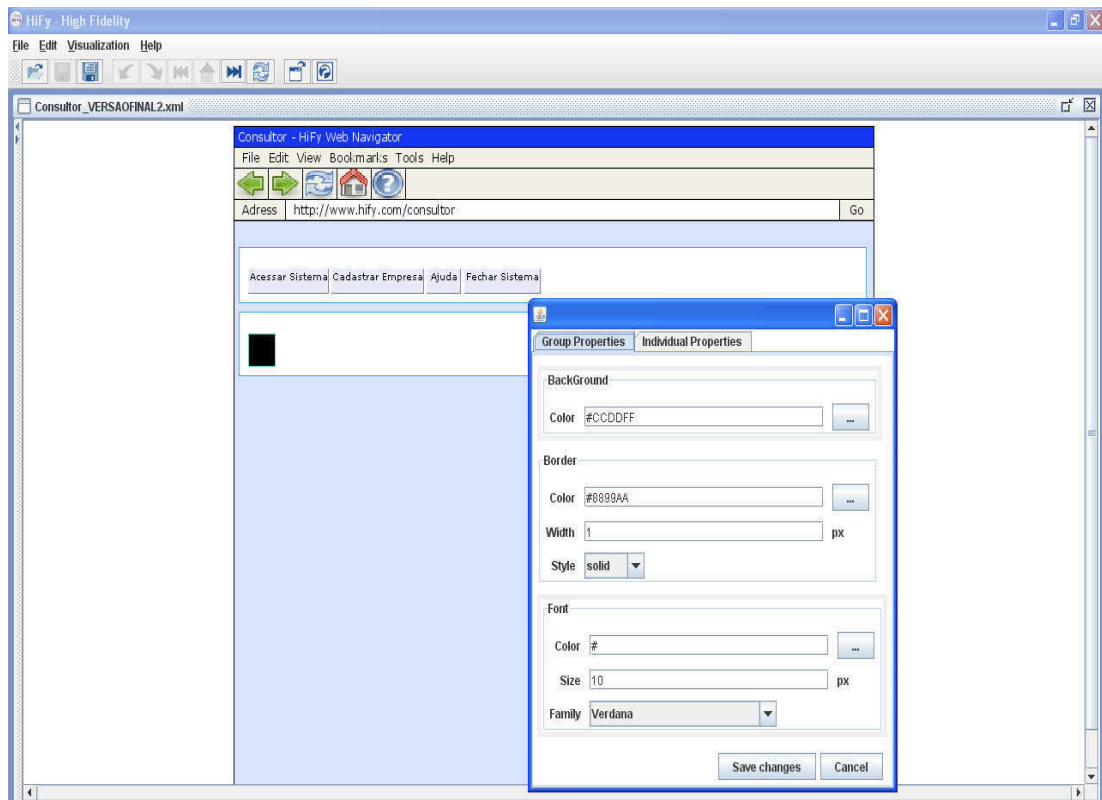 HiFy - High Fidelity
File Edit Visualization Help
Consultor_VERSAOFINAL2.xml
Consultor - HiFy Web Navigator
File Edit View Bookmarks Tools Help
Adress http://www.hify.com/consultor Go
Acessar Sistema Cadastrar Empresa Ajuda Fechar Sistema
Group Properties Individual Properties
BackGround
Color #CCDDFF ...
Border
Color #8899AA ...
Width 1 px
Style solid
Font
Color # ...
Size 10 px
Family Verdana
Save changes Cancel